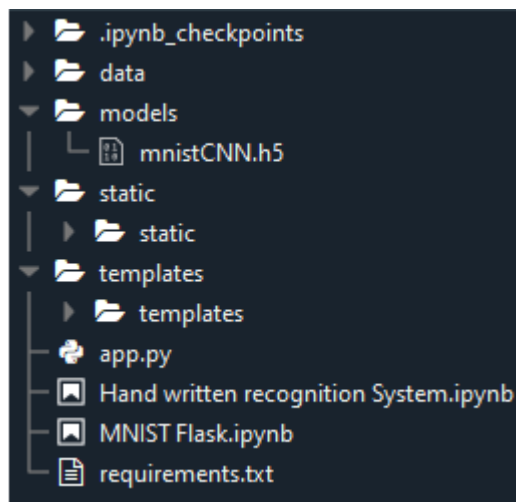 .ipynb_checkpoints
data
models
mnistCNN.h5
static
static
templates
templates
app.py
Hand written recognition System.ipynb
MNIST Flask.ipynb
requirements.txt